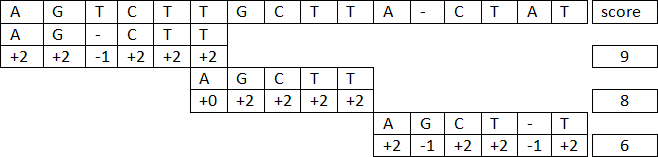 A G T C T T G C T T A - C T A T score
A G - C T T
+2 +2 -1 +2 +2 +2 9
A G C T T
+0 +2 +2 +2 +2 8
A G C T - T
+2 -1 +2 +2 -1 +2 6